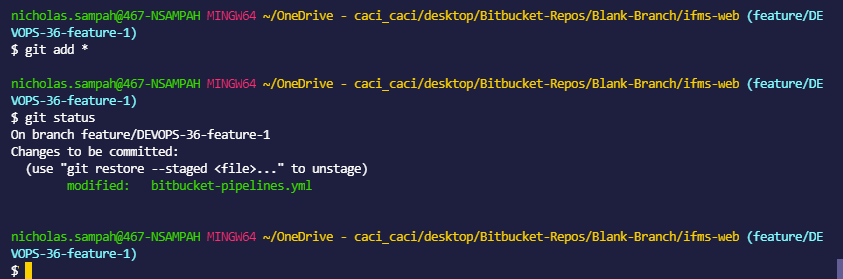 nicholas.sampah@467-NSAMPAH MINGW64 ~/OneDrive - caci_caci/desktop/Bitbucket-Repos/Blank-Branch/ifms-web (feature/DE
VOPS-36-feature-1)
$ git add *
nicholas.sampah@467-NSAMPAH MINGW64 ~/OneDrive - caci_caci/desktop/Bitbucket-Repos/Blank-Branch/ifms-web (feature/DE
VOPS-36-feature-1)
$ git status
On branch feature/DEVOPS-36-feature-1
Changes to be committed:
  (use "git restore --staged <file>..." to unstage)
        modified:   bitbucket-pipelines.yml
nicholas.sampah@467-NSAMPAH MINGW64 ~/OneDrive - caci_caci/desktop/Bitbucket-Repos/Blank-Branch/ifms-web (feature/DE
VOPS-36-feature-1)
$